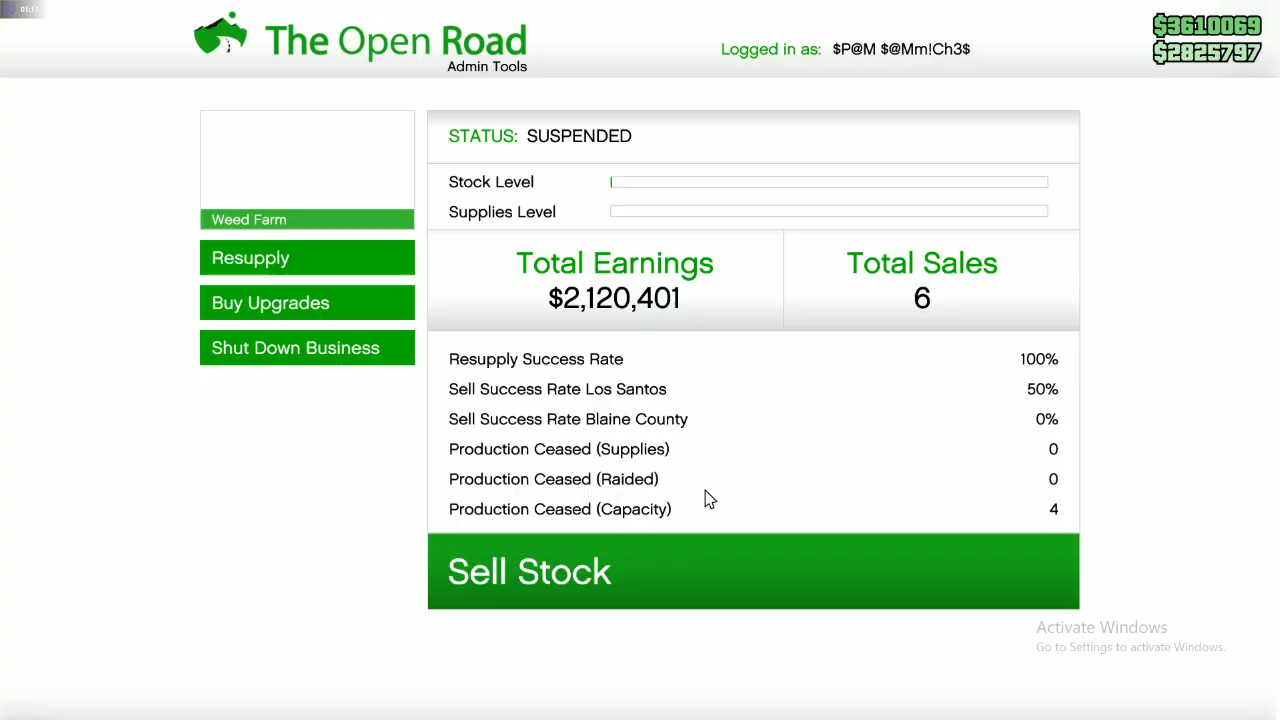 01:17
The Open Road
Admin Tools
Logged in as: $P@M $@Mm!Ch3$
$3610069
$2825797
Weed Farm
Resupply
Buy Upgrades
Shut Down Business
STATUS: SUSPENDED
Stock Level
Supplies Level
Total Earnings
$2,120,401
Total Sales
6
Resupply Success Rate 100%
Sell Success Rate Los Santos 50%
Sell Success Rate Blaine County 0%
Production Ceased (Supplies) 0
Production Ceased (Raided) 0
Production Ceased (Capacity) 4
Sell Stock
Activate Windows
Go to Settings to activate Windows.